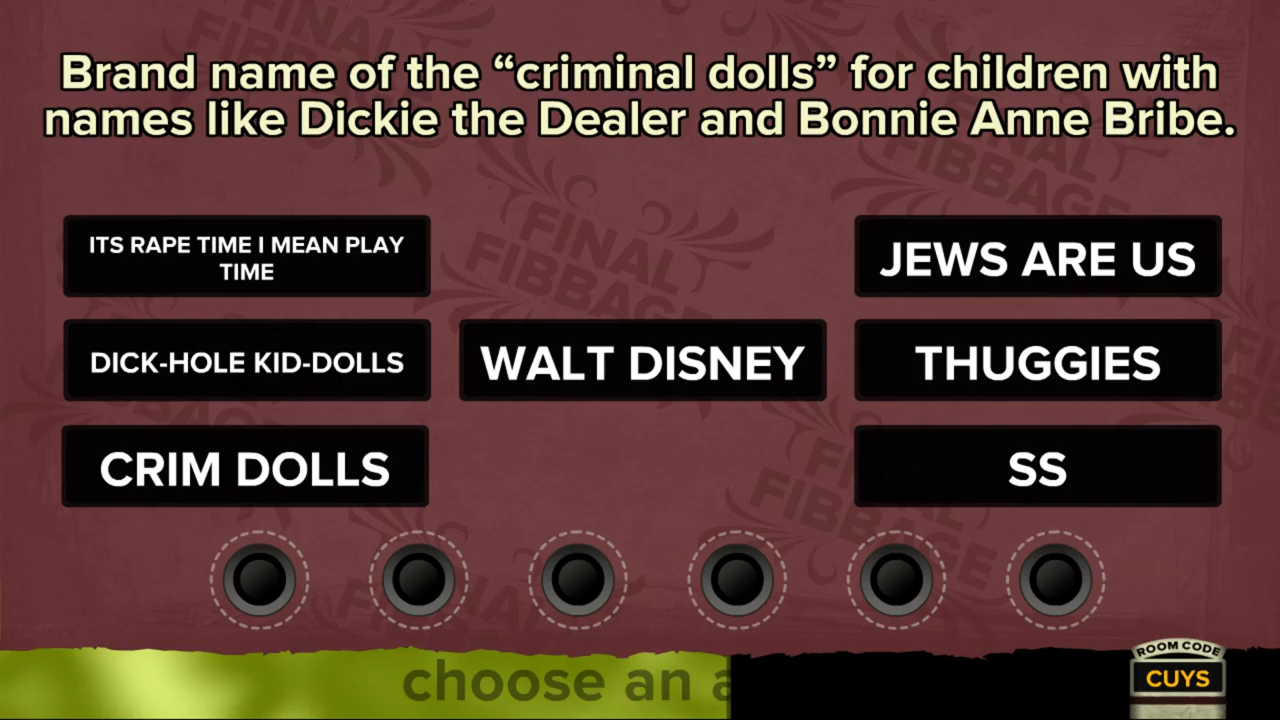 Brand name of the “criminal dolls” for children with
names like Dickie the Dealer and Bonnie Anne Bribe.
ITS RAPE TIME I MEAN PLAY
TIME
JEWS ARE US
DICK-HOLE KID-DOLLS
WALT DISNEY
THUGGIES
CRIM DOLLS
SS
FINAL
FIBBAGE
choose an a
ROOM CODE
CUYS